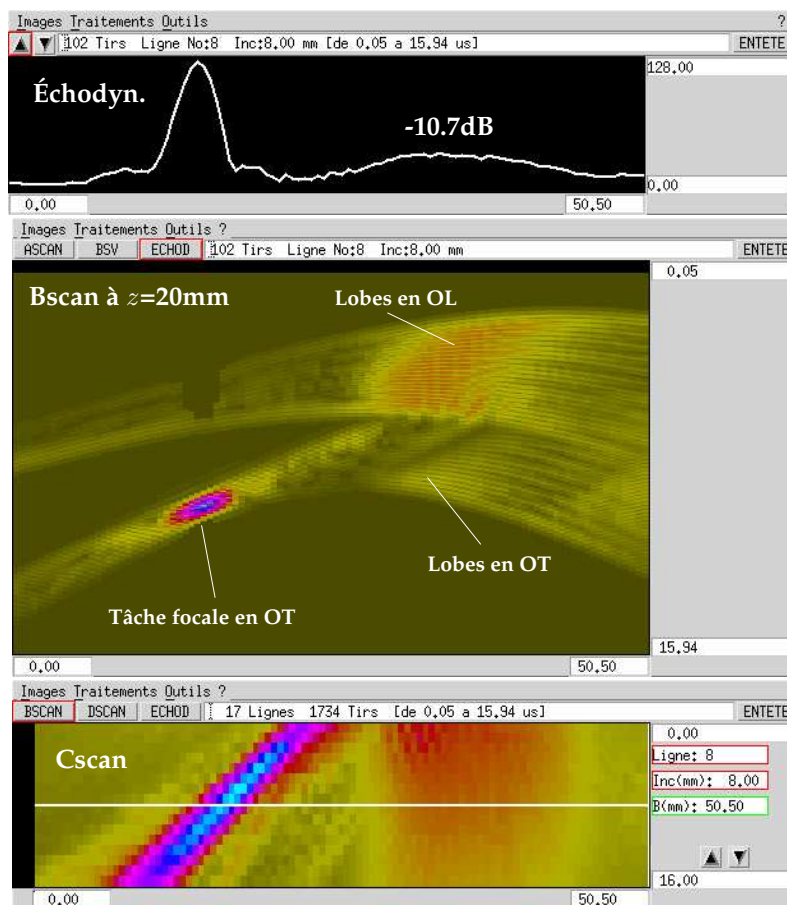 Images Traitements Outils ?
102 Tirs Ligne No:8 Inc:8.00 mm [de 0.05 a 15.94 us] ENTETE
128.00
Échodyn.
-10.7dB
0.00
0.00 50.50
Images Traitements Outils ?
ASCAN BSV ECHOD 102 Tirs Ligne No:8 Inc:8.00 mm ENTETE
0.05
Bscan à z=20mm
Lobes en OL
Lobes en OT
Tâche focale en OT
15.94
0.00 50.50
Images Traitements Outils ?
BSCAN DSCAN ECHOD 17 Lignes 1734 Tirs [de 0.05 a 15.94 us] ENTETE
0.00
Cscan
Ligne: 8
Inc(mm): 8.00
B(mm): 50.50
16.00
0.00 50.50